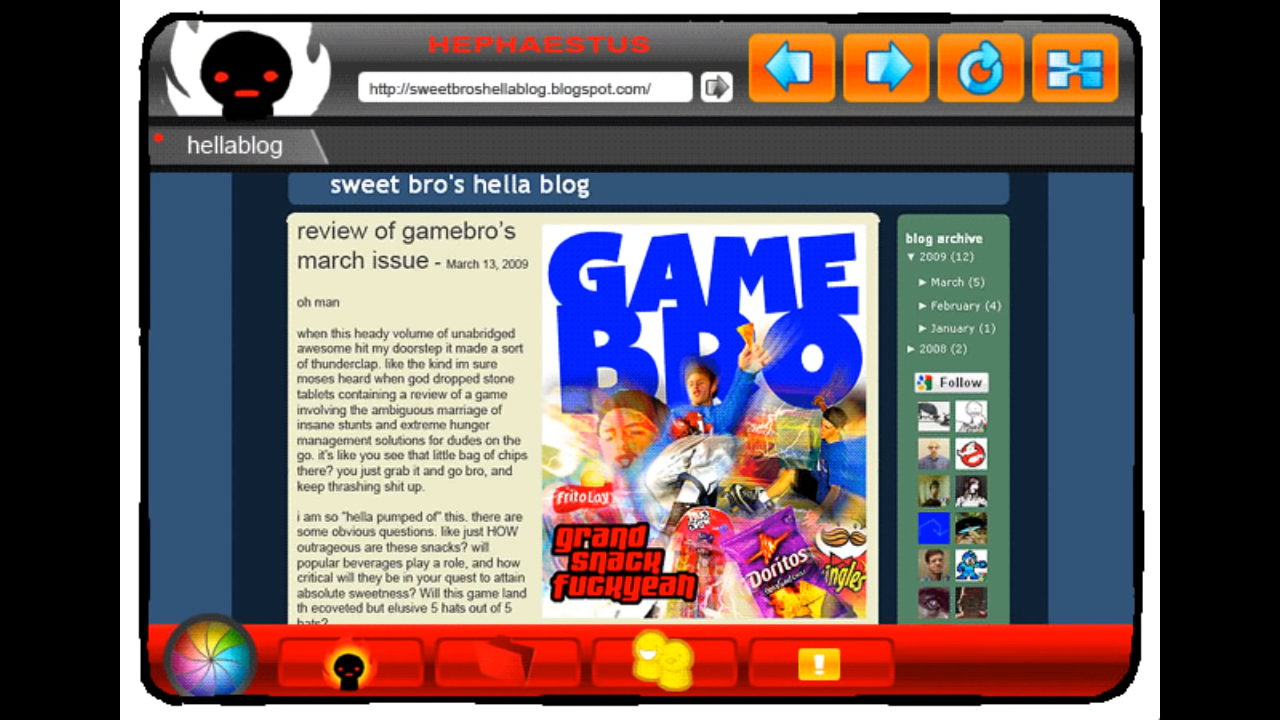 HEPHAESTUS
http://sweetbroshellablog.blogspot.com/
hellablog
sweet bro's hella blog
review of gamebro's
march issue - March 13, 2009
oh man
when this heady volume of unabridged
awesome hit my doorstep it made a sort
of thunderclap. like the kind im sure
moses heard when god dropped stone
tablets containing a review of a game
involving the ambiguous marriage of
insane stunts and extreme hunger
management solutions for dudes on the
go. it's like you see that little bag of chips
there? you just grab it and go bro, and
keep thrashing shit up.
i am so "hella pumped of" this. there are
some obvious questions. like just HOW
outrageous are these snacks? will
popular beverages play a role, and how
critical will they be in your quest to attain
absolute sweetness? Will this game land
th ecoveted but elusive 5 hats out of 5
hats?
GAME
BRO
Frito Lay
grand
snack
fuckyeah
Doritos
ingles
blog archive
▼ 2009 (12)
► March (5)
► February (4)
► January (1)
► 2008 (2)
Follow
!